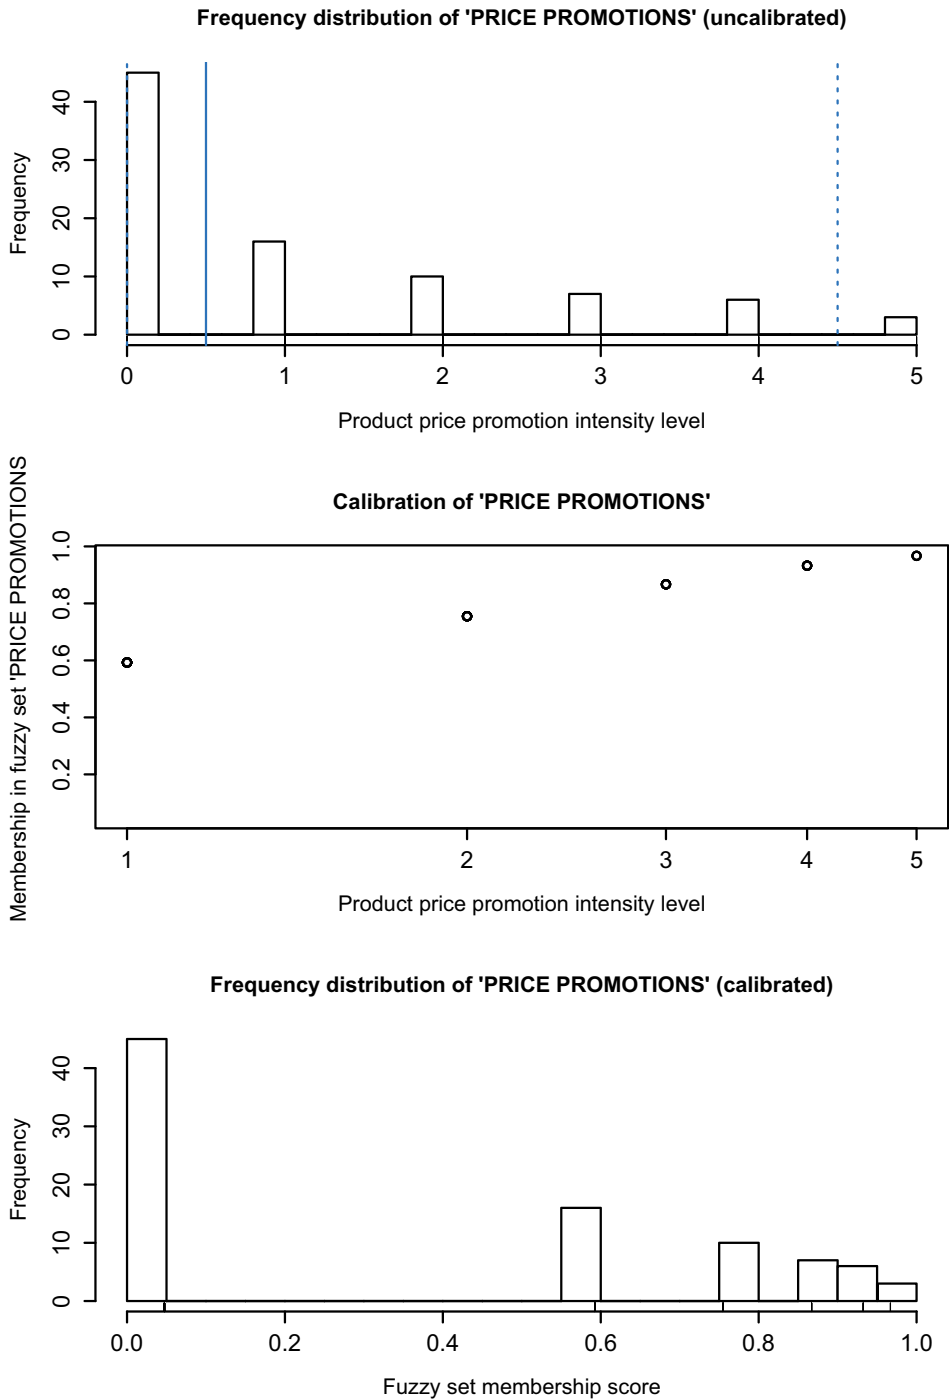 Frequency distribution of 'PRICE PROMOTIONS' (uncalibrated)
Frequency
40
30
20
10
0
0 1 2 3 4 5
Product price promotion intensity level
Calibration of 'PRICE PROMOTIONS'
Membership in fuzzy set 'PRICE PROMOTIONS
1.0
0.8
0.6
0.4
0.2
1 2 3 4 5
Product price promotion intensity level
Frequency distribution of 'PRICE PROMOTIONS' (calibrated)
Frequency
40
30
20
10
0
0.0 0.2 0.4 0.6 0.8 1.0
Fuzzy set membership score